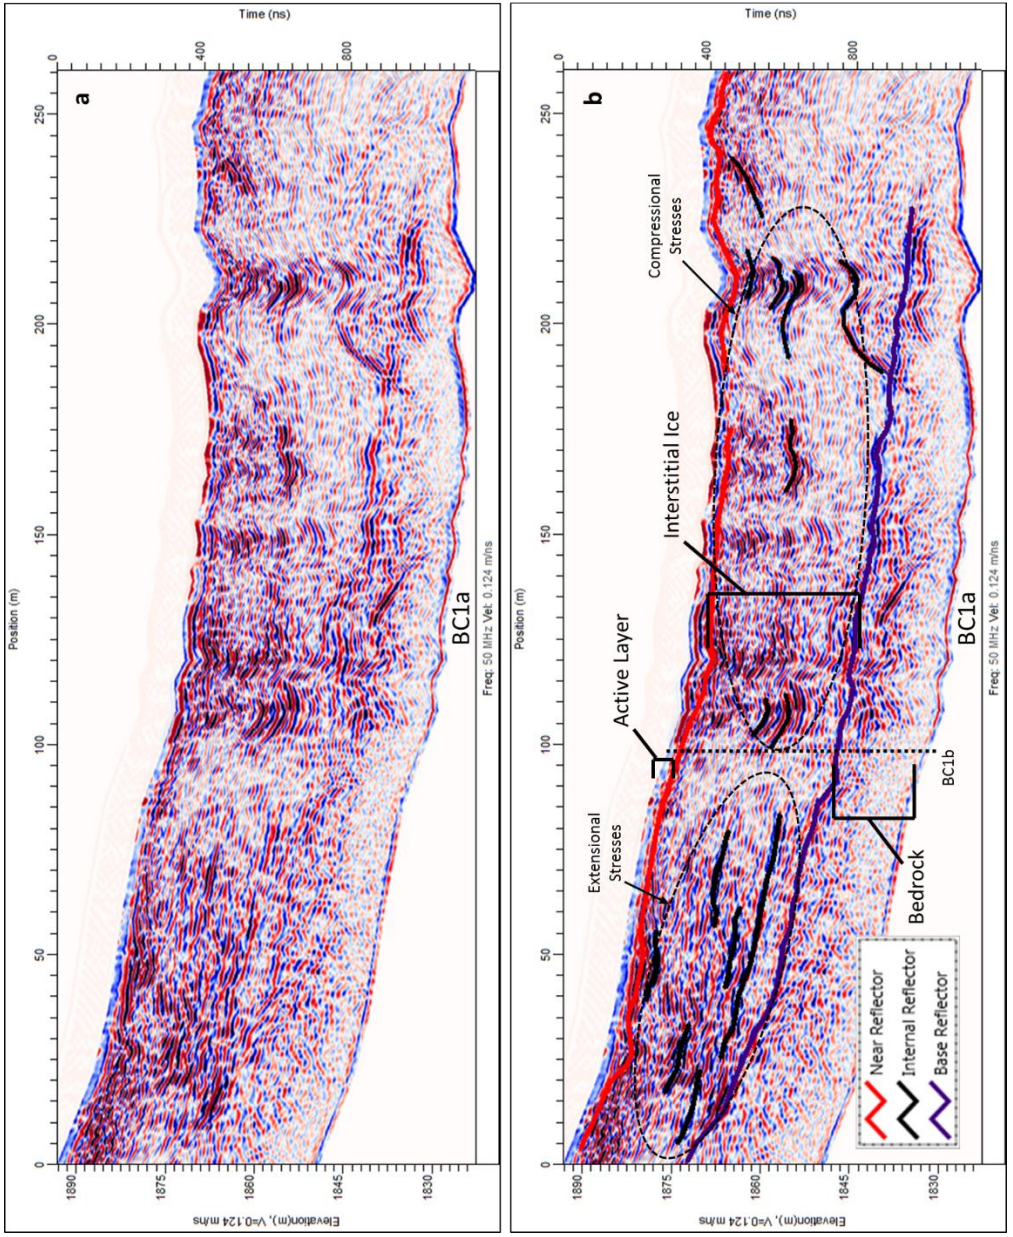 a
Position (m)
0
50
100
150
200
250
Elevation(m), V=0.124 m/ns
1890
1875
1860
1845
1830
Time (ns)
0
400
800
BC1a
Freq: 50 MHz Vel: 0.124 m/ns
b
Position (m)
0
50
100
150
200
250
Elevation(m), V=0.124 m/ns
1890
1875
1860
1845
1830
Time (ns)
0
400
800
Extensional
Stresses
Active Layer
Interstitial Ice
Compressional
Stresses
Bedrock
BC1b
BC1a
Near Reflector
Internal Reflector
Base Reflector
Freq: 50 MHz Vel: 0.124 m/ns